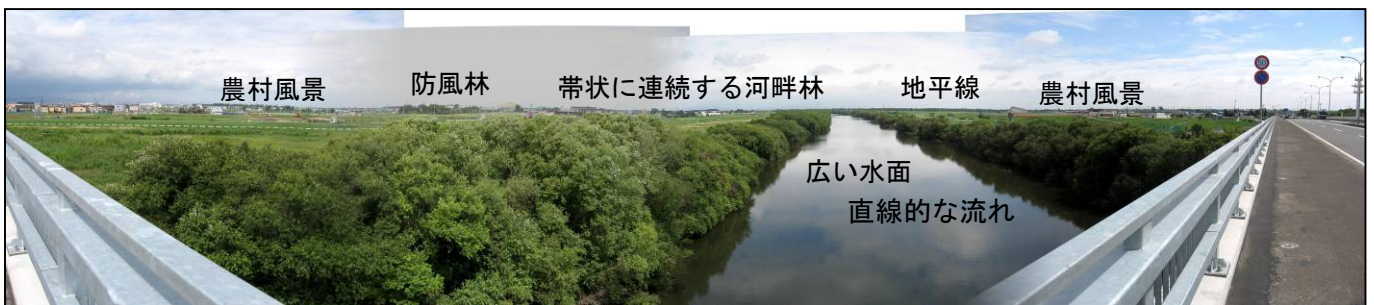 農村風景
防風林
帯状に連続する河畔林
地平線
農村風景
広い水面
直線的な流れ